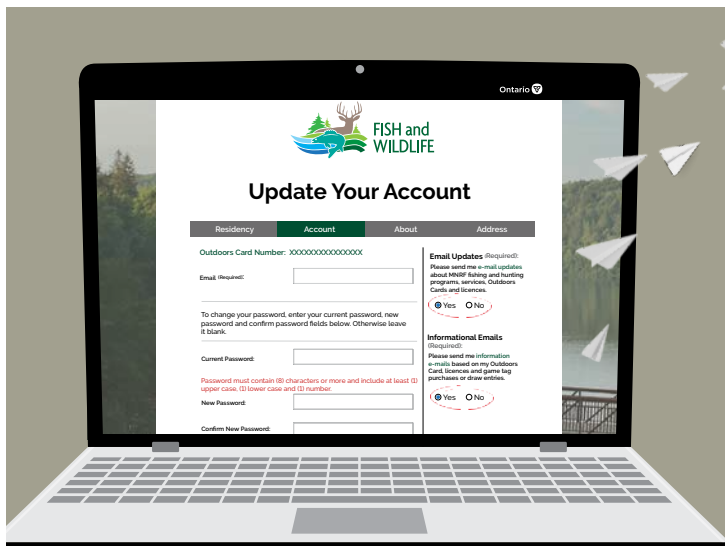 Ontario
FISH and
WILDLIFE
Update Your Account
Residency Account About Address
Outdoors Card Number: XXXXXXXXXXXXXXX
Email (Required):
To change your password, enter your current password, new
password and confirm password fields below. Otherwise leave
it blank.
Current Password:
Password must contain (8) characters or more and include at least (1)
upper case, (1) lower case and (1) number.
New Password:
Confirm New Password:
Email Updates (Required):
Please send me e-mail updates
about MNRF fishing and hunting
programs, services, Outdoors
Cards and licences.
Yes No
Informational Emails
(Required):
Please send me information
e-mails based on my Outdoors
Card, licences and game tag
purchases or draw entries.
Yes No